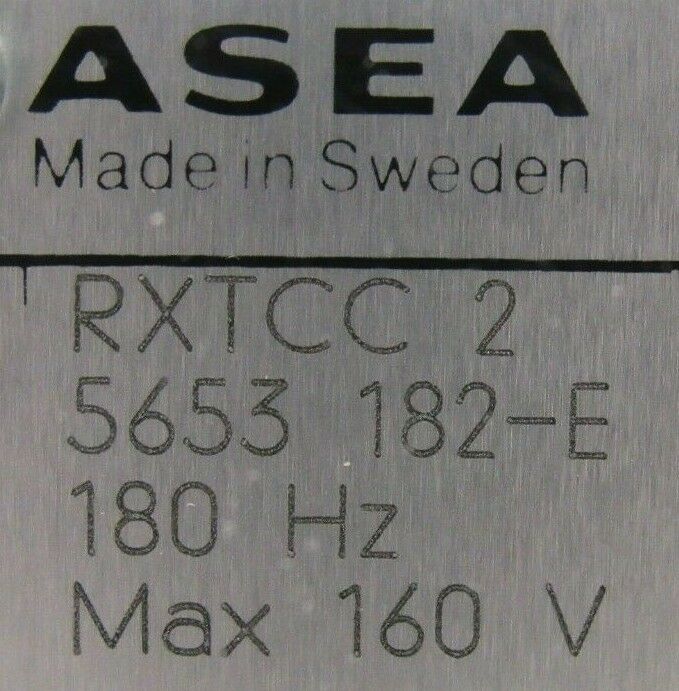 ASEA
Made in Sweden
RXTCC 2
5653 182-E
180 Hz
Max 160 V